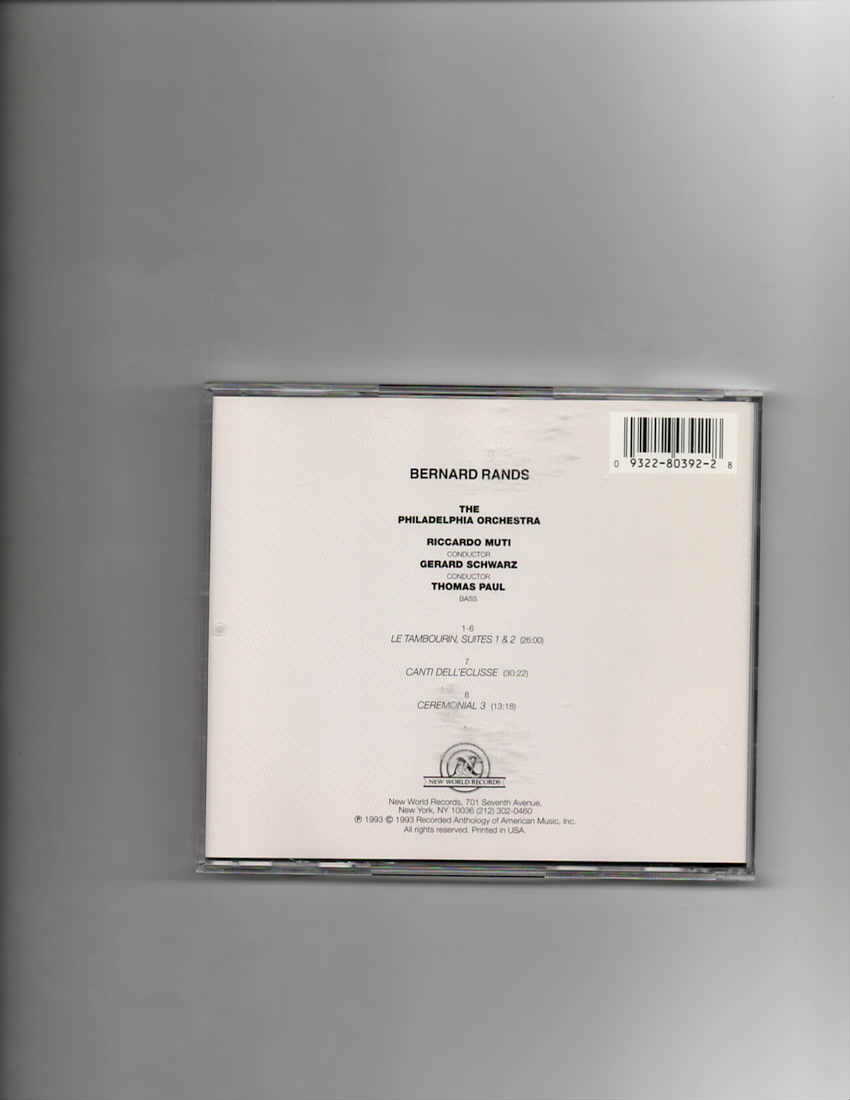 0 9322-80392-2 8
BERNARD RANDS
THE
PHILADELPHIA ORCHESTRA
RICCARDO MUTI
CONDUCTOR
GERARD SCHWARZ
CONDUCTOR
THOMAS PAUL
BASS
1-6
LE TAMBOURIN, SUITES 1 & 2 (26:00)
7
CANTI DELL'ECLISSE (30:22)
8
CEREMONIAL 3 (13:18)
NEW WORLD RECORDS
New World Records, 701 Seventh Avenue,
New York, NY 10036 (212) 302-0460
℗ 1993 © 1993 Recorded Anthology of American Music, Inc.
All rights reserved. Printed in USA.